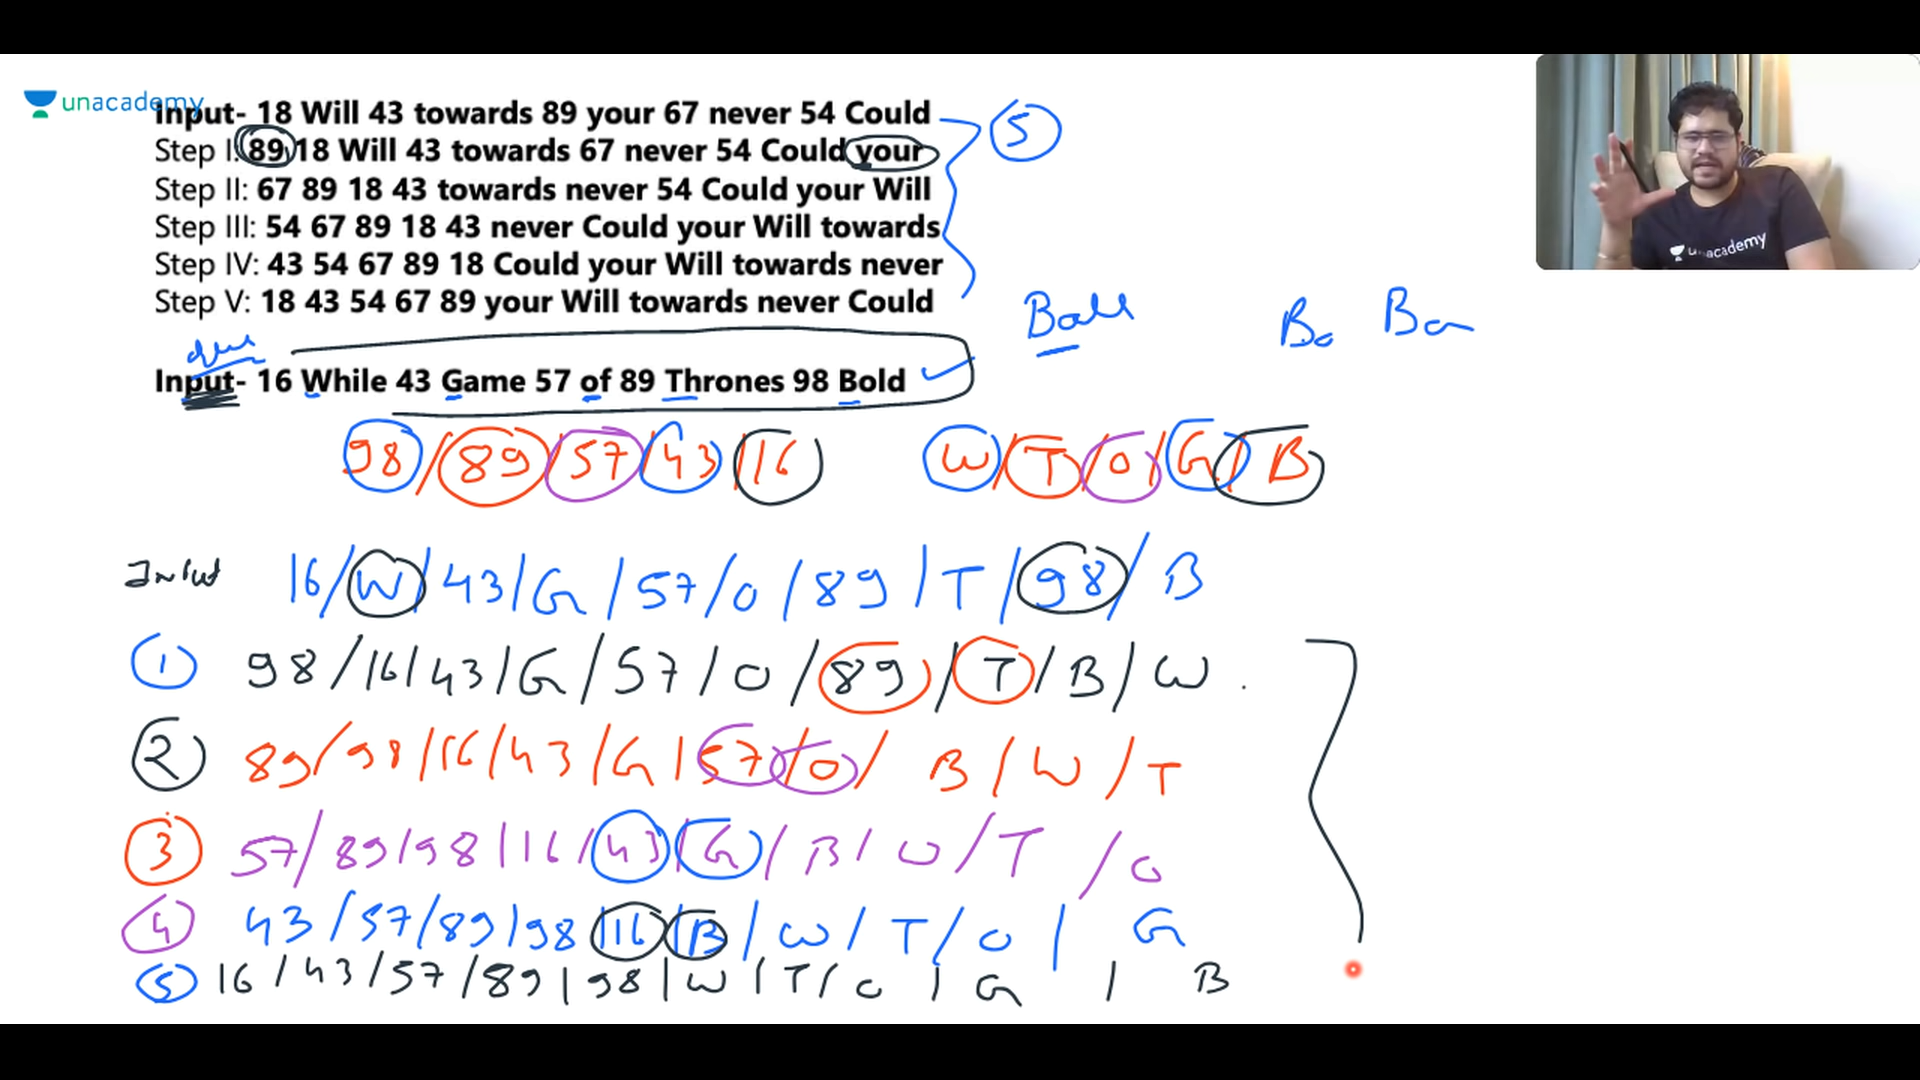 unacademy
Input- 18 Will 43 towards 89 your 67 never 54 Could
5
Step I: 89 18 Will 43 towards 67 never 54 Could your
Step II: 67 89 18 43 towards never 54 Could your Will
Step III: 54 67 89 18 43 never Could your Will towards
unacademy
Step IV: 43 54 67 89 18 Could your Will towards never
Step V: 18 43 54 67 89 your Will towards never Could
Ball Ba Ban
que
Input- 16 While 43 Game 57 of 89 Thrones 98 Bold
98/89/57/43/16 W/T/O/G/B
Input 16/W/43/G/57/O/89/T/98/B
1 98/16/43/G/57/O/89/T/B/W
2 89/98/16/43/G/57/O/B/W/T
3 57/89/98/16/43/G/B/W/T/O
4 43/57/89/98/16/B/W/T/O/G
5 16/43/57/89/98/W/T/O/G/B